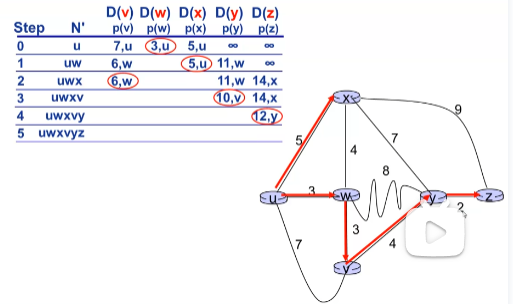 D(v) D(w) D(x) D(y) D(z)
Step N' p(v) p(w) p(x) p(y) p(z)
0 u 7,u 3,u 5,u ∞ ∞
1 uw 6,w 5,u 11,w ∞
2 uwx 6,w 11,w 14,x
3 uwxv 10,v 14,x
4 uwxvy 12,y
5 uwxvyz
x
9
5
7
4
8
u
3
w
y
z
2
3
7
4
v